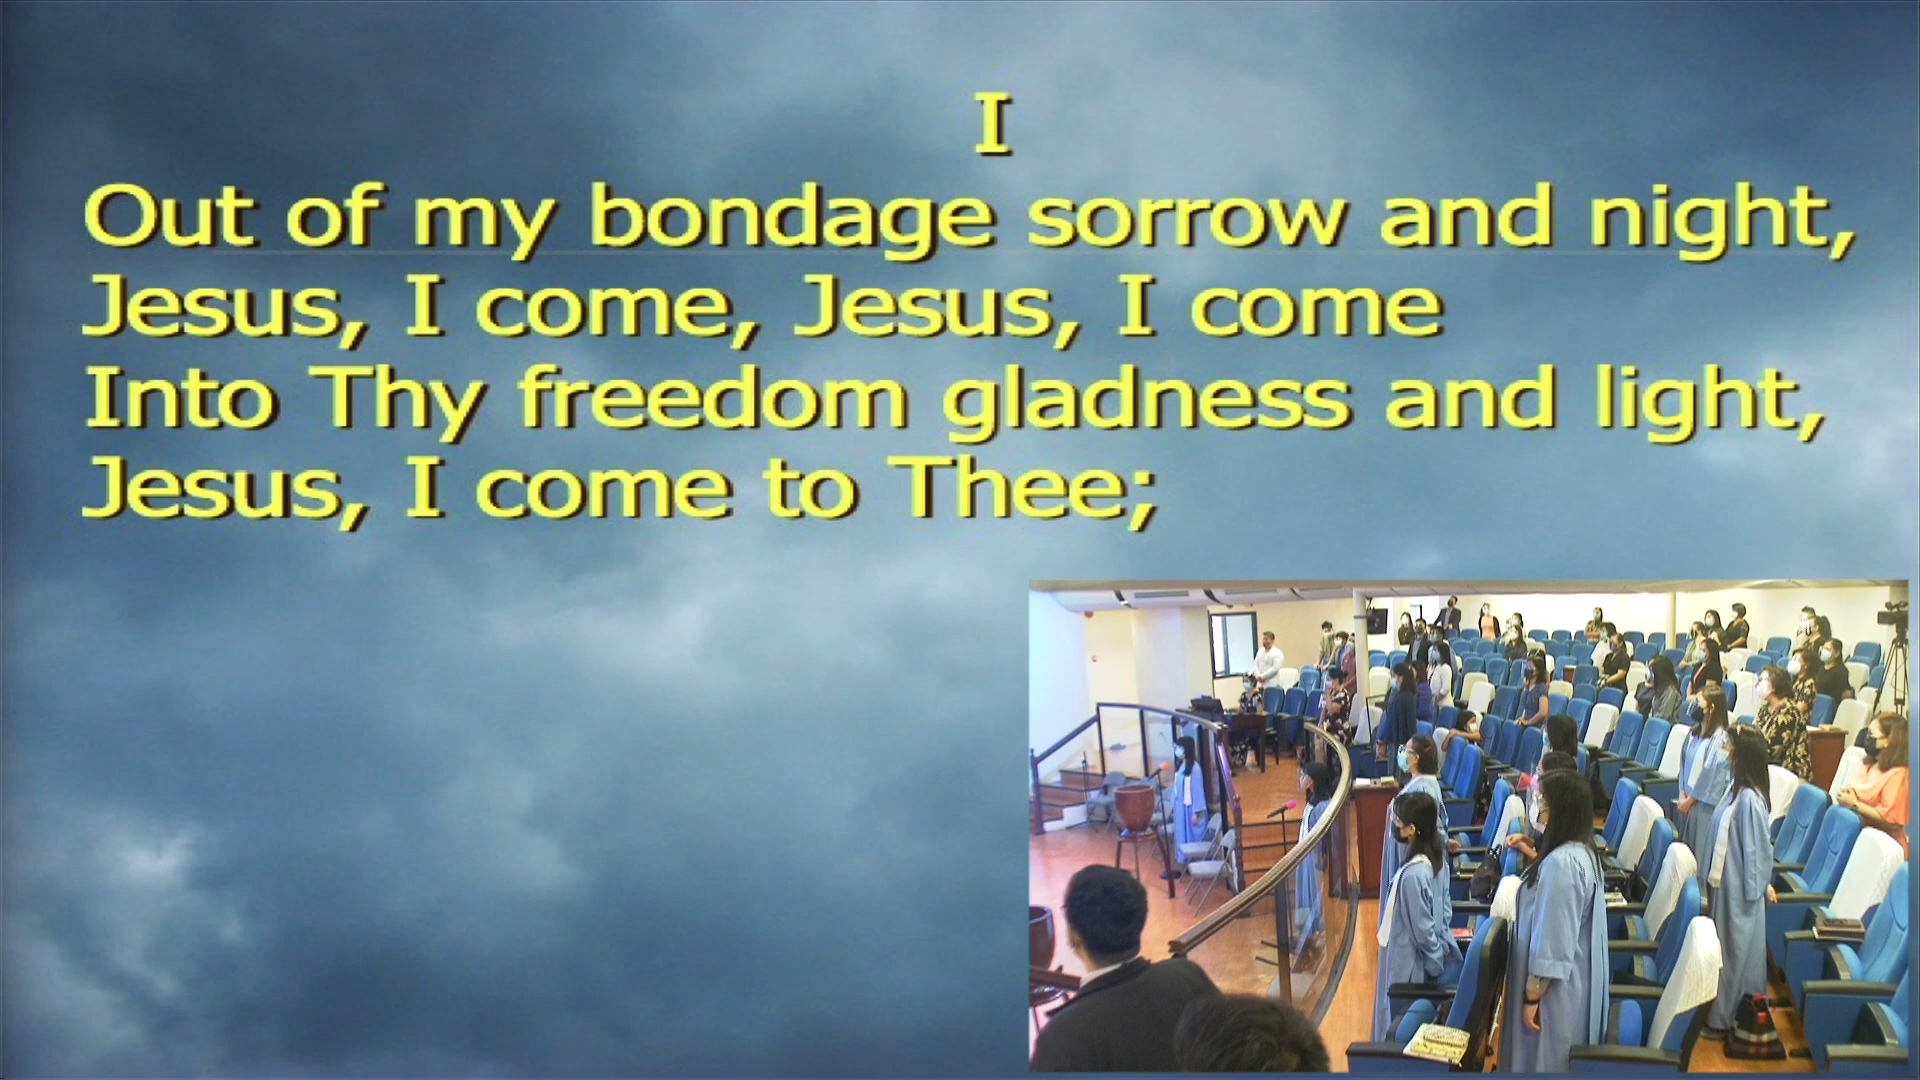 I
Out of my bondage sorrow and night,
Jesus, I come, Jesus, I come
Into Thy freedom gladness and light,
Jesus, I come to Thee;